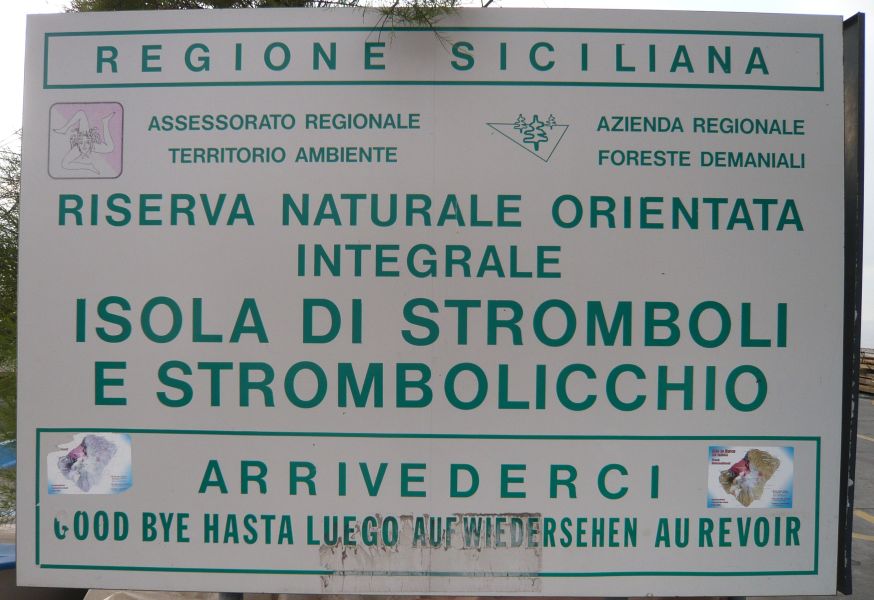 REGIONE SICILIANA
ASSESSORATO REGIONALE
TERRITORIO AMBIENTE
AZIENDA REGIONALE
FORESTE DEMANIALI
RISERVA NATURALE ORIENTATA
INTEGRALE
ISOLA DI STROMBOLI
E STROMBOLICCHIO
ARRIVEDERCI
GOOD BYE HASTA LUEGO AUF WIEDERSEHEN AU REVOIR